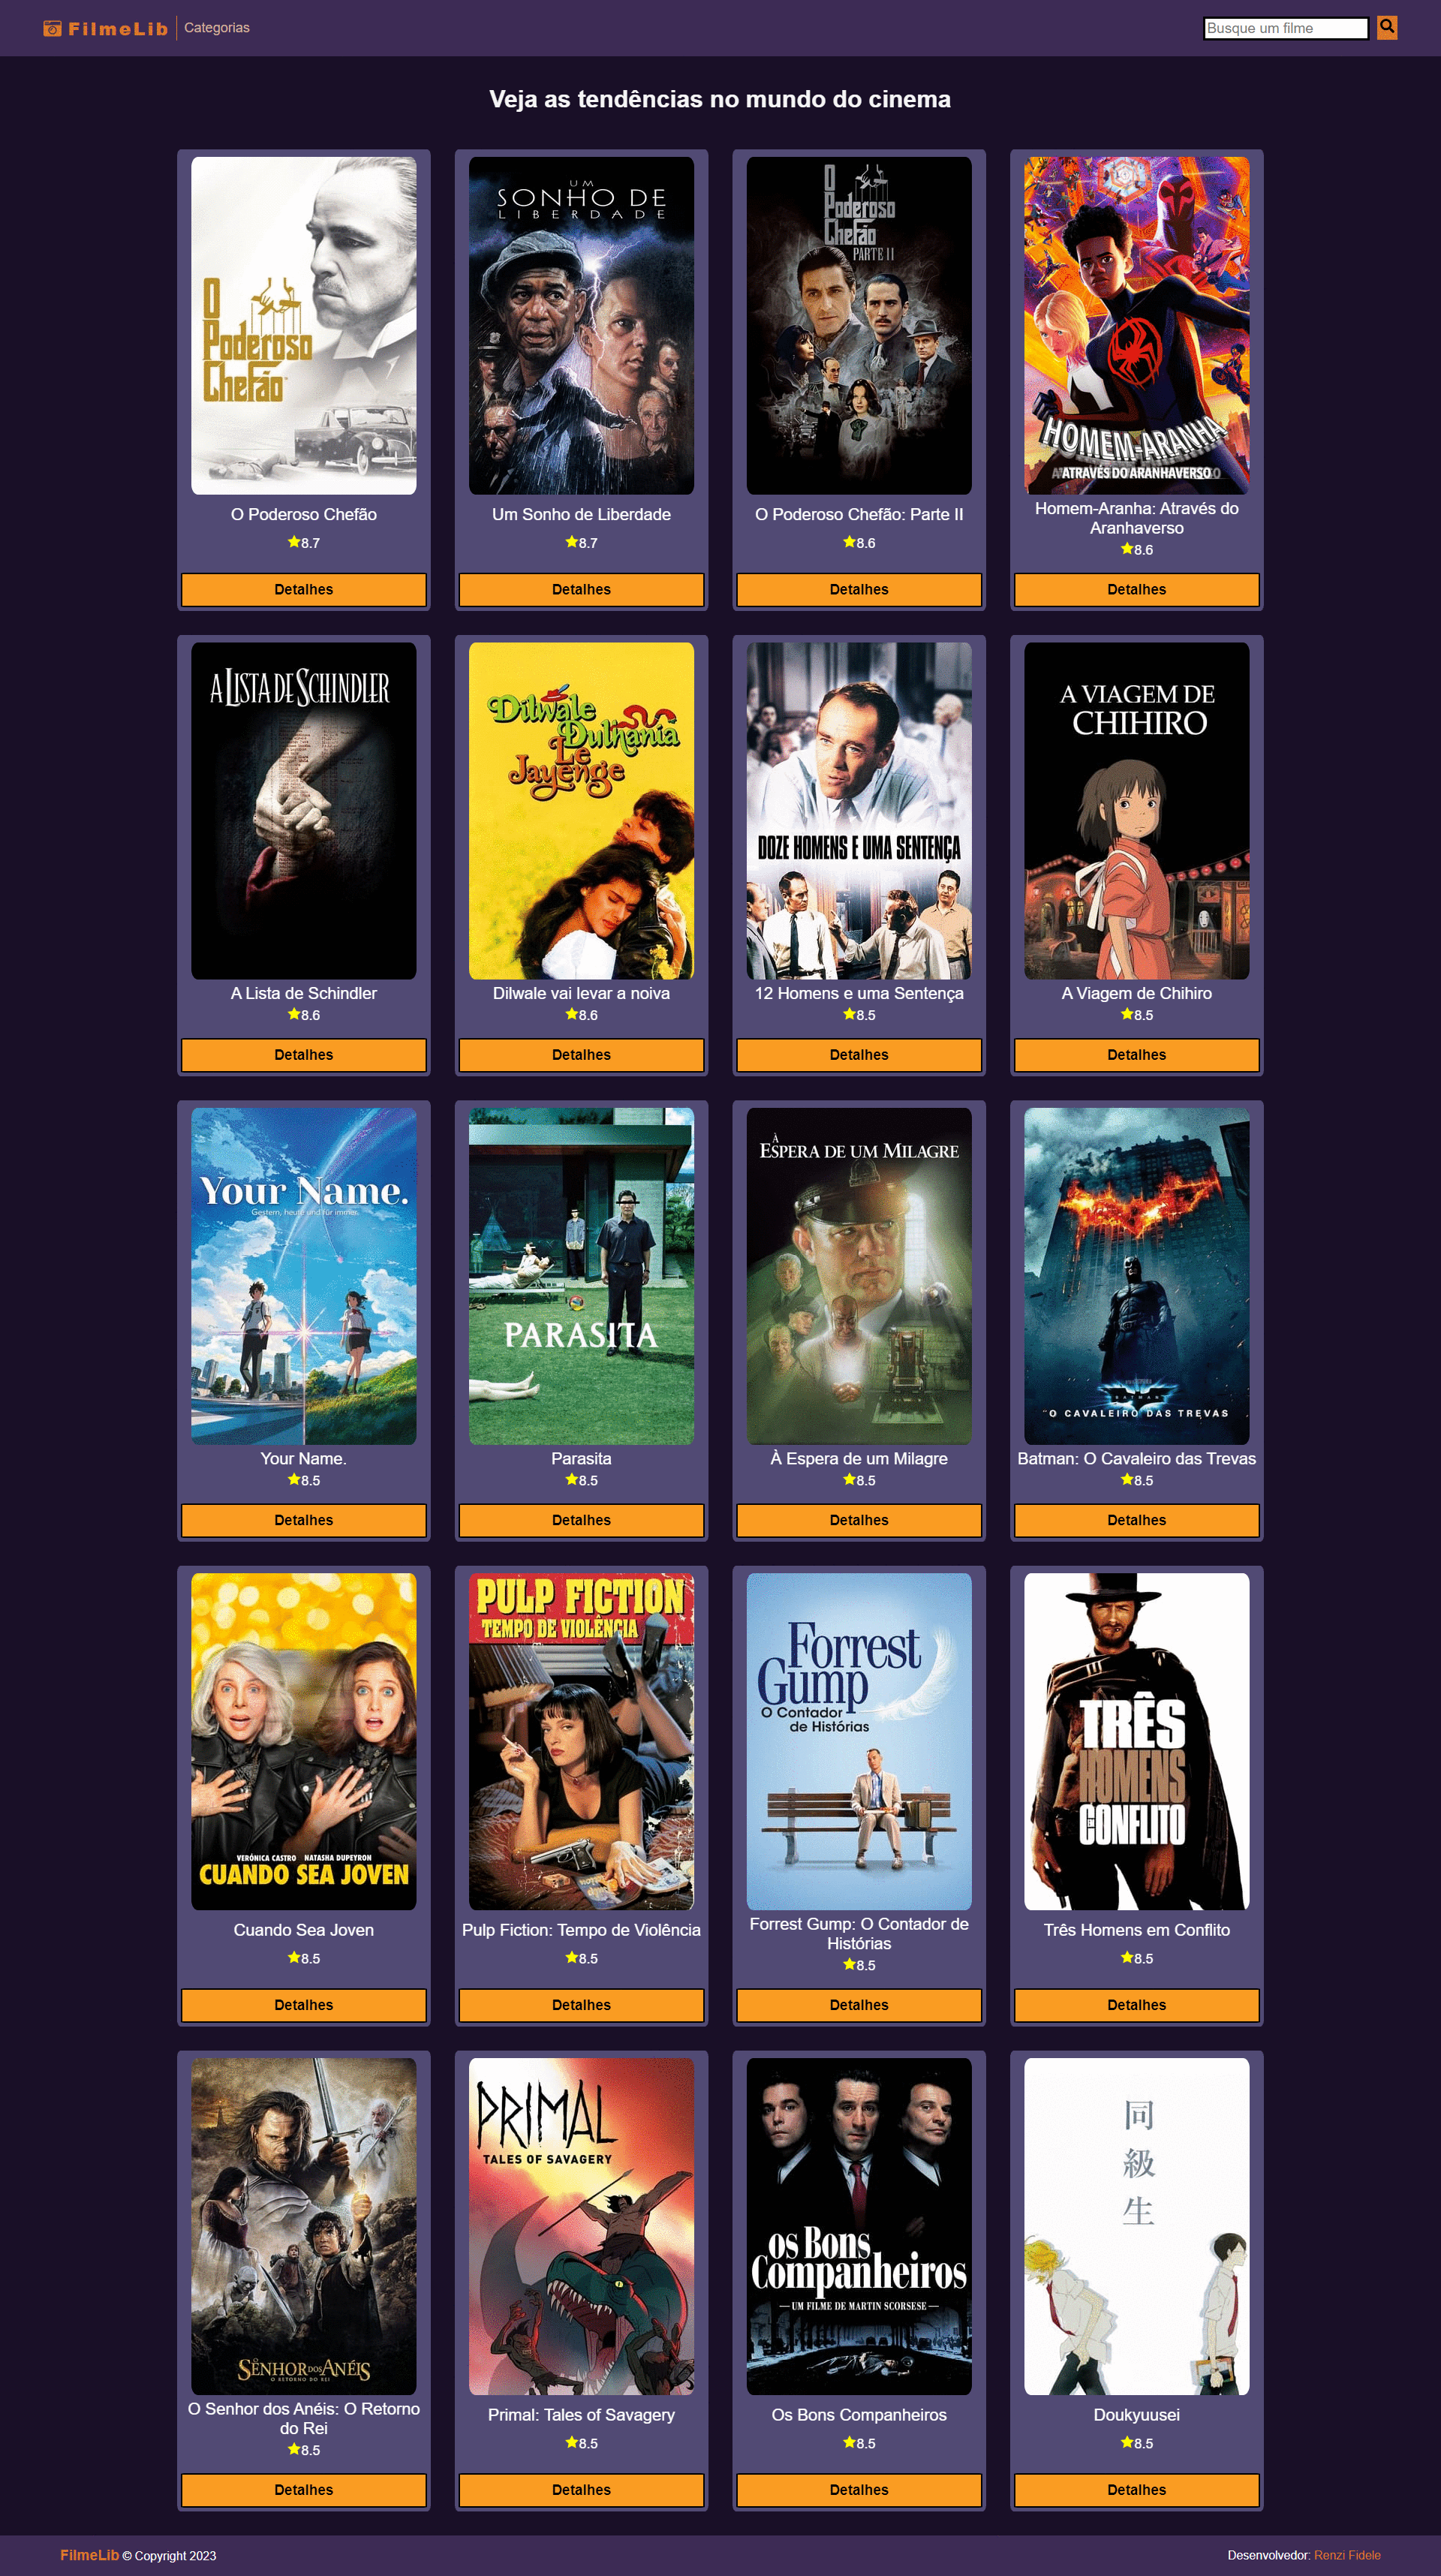 FilmeLib Categorias Busque um filme
Veja as tendências no mundo do cinema
O
Poderoso
Chefão
O Poderoso Chefão
8.7
Detalhes
UM
SONHO DE
LIBERDADE
Um Sonho de Liberdade
8.7
Detalhes
O
Poderoso
Chefão
PARTE II
O Poderoso Chefão: Parte II
8.6
Detalhes
HOMEM-ARANHA
ATRAVÉS DO ARANHAVERSO
Homem-Aranha: Através do
Aranhaverso
8.6
Detalhes
A LISTA DE SCHINDLER
A Lista de Schindler
8.6
Detalhes
Dilwale
Dulhania
Le
Jayenge
Dilwale vai levar a noiva
8.6
Detalhes
DOZE HOMENS E UMA SENTENÇA
12 Homens e uma Sentença
8.5
Detalhes
A VIAGEM DE
CHIHIRO
A Viagem de Chihiro
8.5
Detalhes
Your Name.
Gestern, heute und für immer.
Your Name.
8.5
Detalhes
PARASITA
Parasita
8.5
Detalhes
À
ESPERA DE UM MILAGRE
À Espera de um Milagre
8.5
Detalhes
BATMAN
O CAVALEIRO DAS TREVAS
Batman: O Cavaleiro das Trevas
8.5
Detalhes
VERÓNICA CASTRO NATASHA DUPEYRON
CUANDO SEA JOVEN
Cuando Sea Joven
8.5
Detalhes
PULP FICTION
TEMPO DE VIOLÊNCIA
Pulp Fiction: Tempo de Violência
8.5
Detalhes
Forrest
Gump
O Contador
de Histórias
Forrest Gump: O Contador de
Histórias
8.5
Detalhes
TRÊS
HOMENS
EM
CONFLITO
Três Homens em Conflito
8.5
Detalhes
O SENHOR DOS ANÉIS
O RETORNO DO REI
O Senhor dos Anéis: O Retorno
do Rei
8.5
Detalhes
PRIMAL
TALES OF SAVAGERY
Primal: Tales of Savagery
8.5
Detalhes
OS Bons
Companheiros
UM FILME DE MARTIN SCORSESE
Os Bons Companheiros
8.5
Detalhes
同
級
生
Doukyuusei
8.5
Detalhes
FilmeLib © Copyright 2023 Desenvolvedor: Renzi Fidele